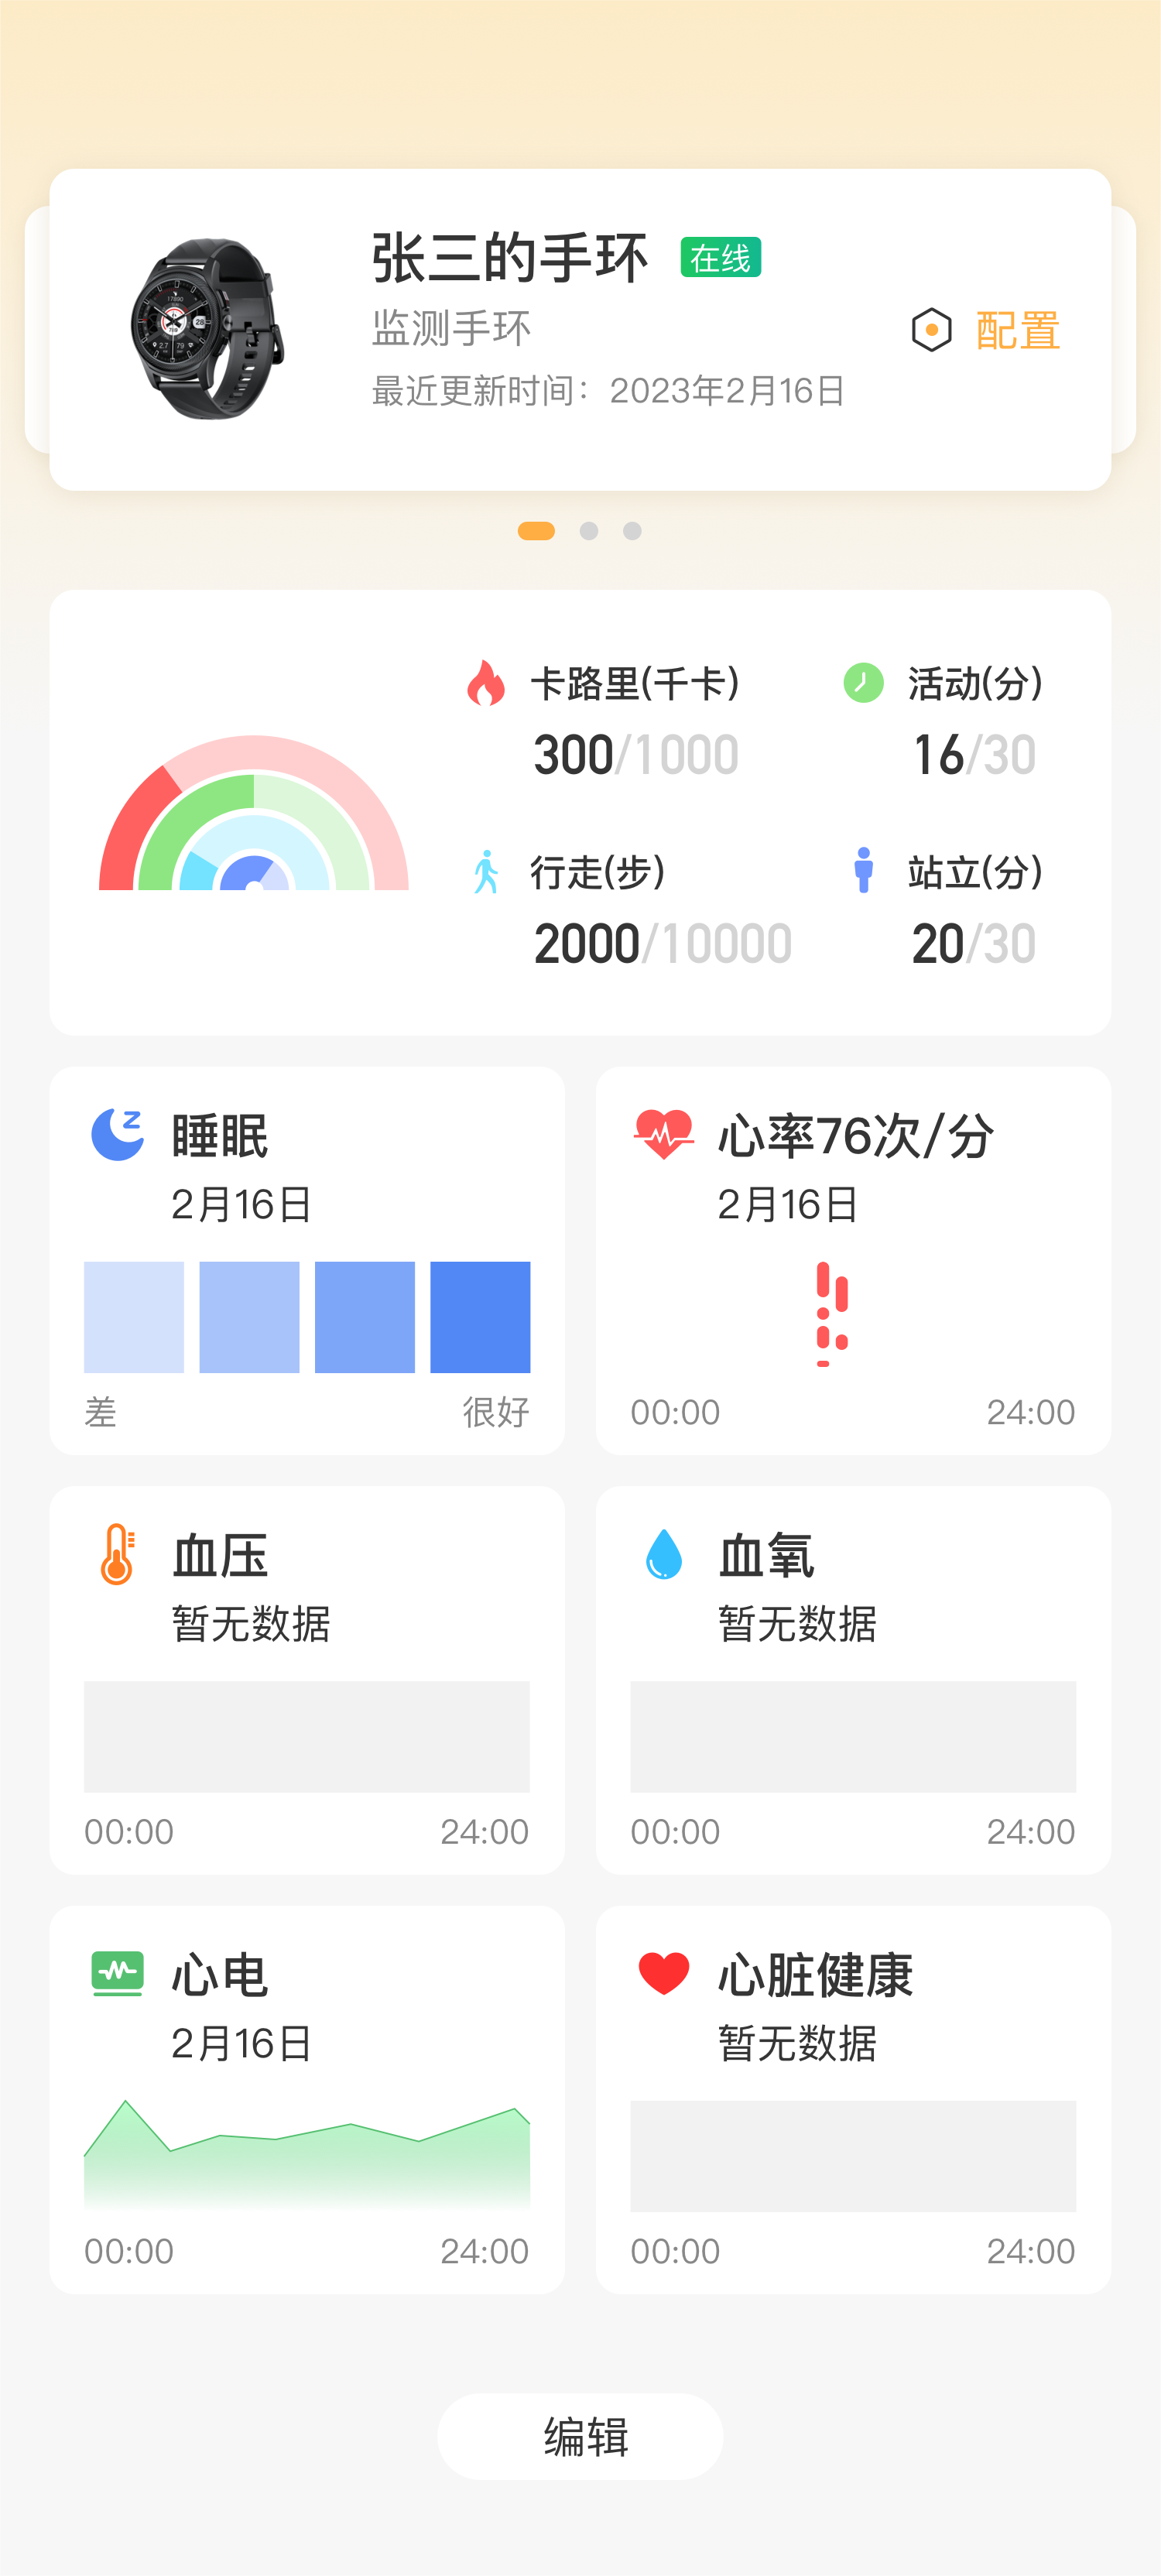 张三的手环 在线
监测手环
配置
最近更新时间：2023年2月16日
卡路里(千卡) 活动(分)
300/1000 16/30
行走(步) 站立(分)
2000/10000 20/30
睡眠
2月16日
差 很好
心率76次/分
2月16日
00:00 24:00
血压
暂无数据
00:00 24:00
血氧
暂无数据
00:00 24:00
心电
2月16日
00:00 24:00
心脏健康
暂无数据
00:00 24:00
编辑